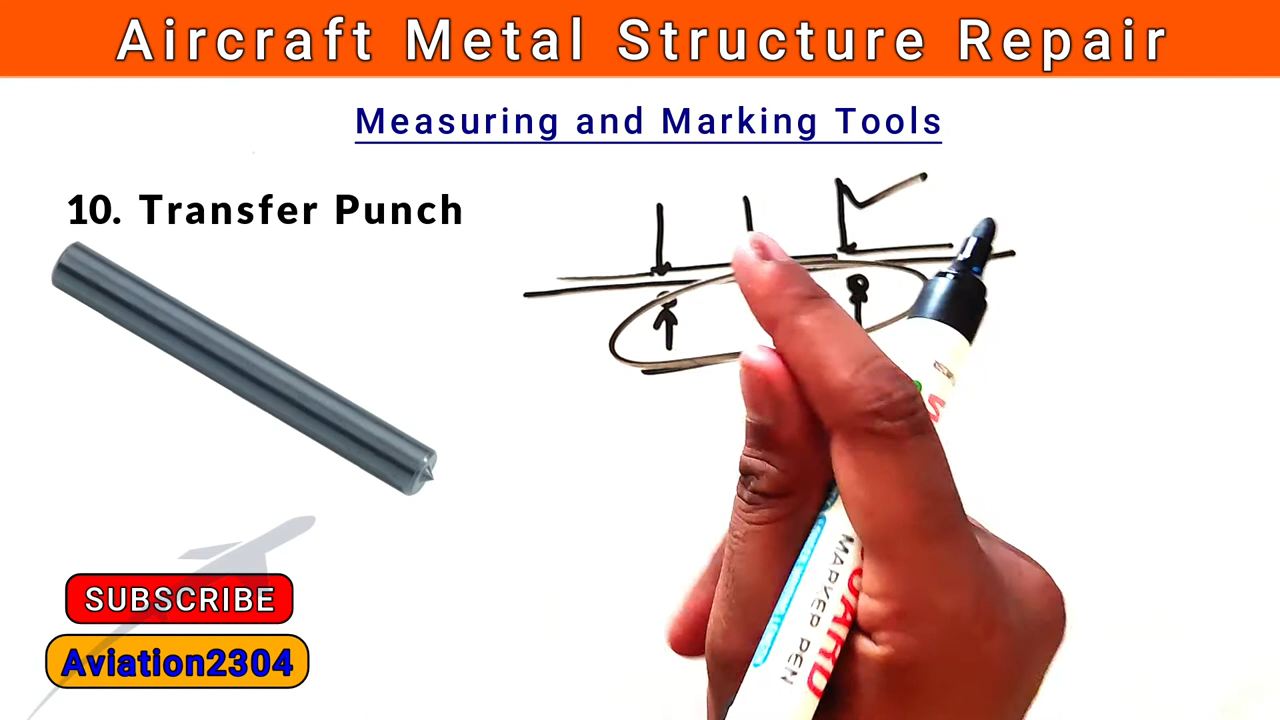 Aircraft Metal Structure Repair
Measuring and Marking Tools
10. Transfer Punch
SUBSCRIBE
Aviation2304
MARKER PEN